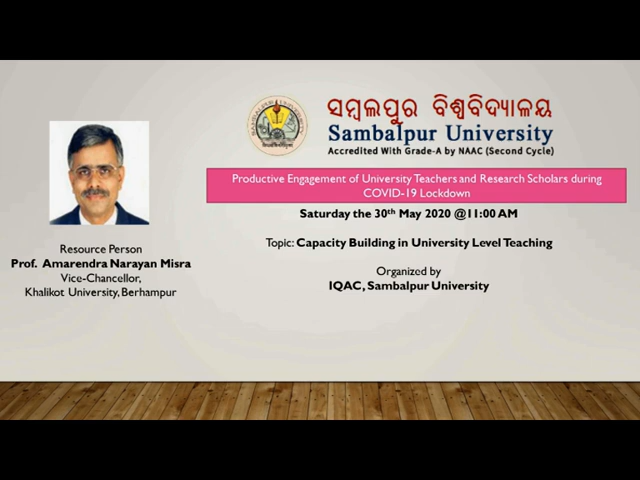 ସମ୍ବଲପୁର ବିଶ୍ୱବିଦ୍ୟାଳୟ
Sambalpur University
Accredited With Grade-A by NAAC (Second Cycle)
Productive Engagement of University Teachers and Research Scholars during
COVID-19 Lockdown
Saturday the 30th May 2020 @11:00 AM
Topic: Capacity Building in University Level Teaching
Organized by
IQAC, Sambalpur University
Resource Person
Prof. Amarendra Narayan Misra
Vice-Chancellor,
Khalikot University, Berhampur